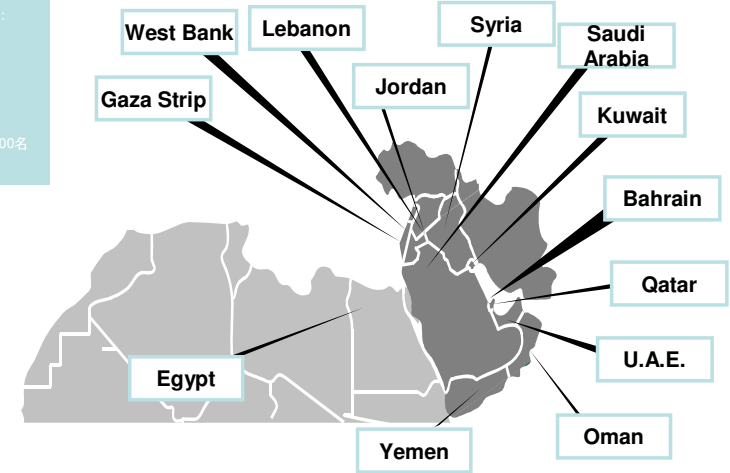 :
00名
West Bank
Lebanon
Syria
Saudi
Arabia
Jordan
Gaza Strip
Kuwait
Bahrain
Qatar
U.A.E.
Egypt
Oman
Yemen